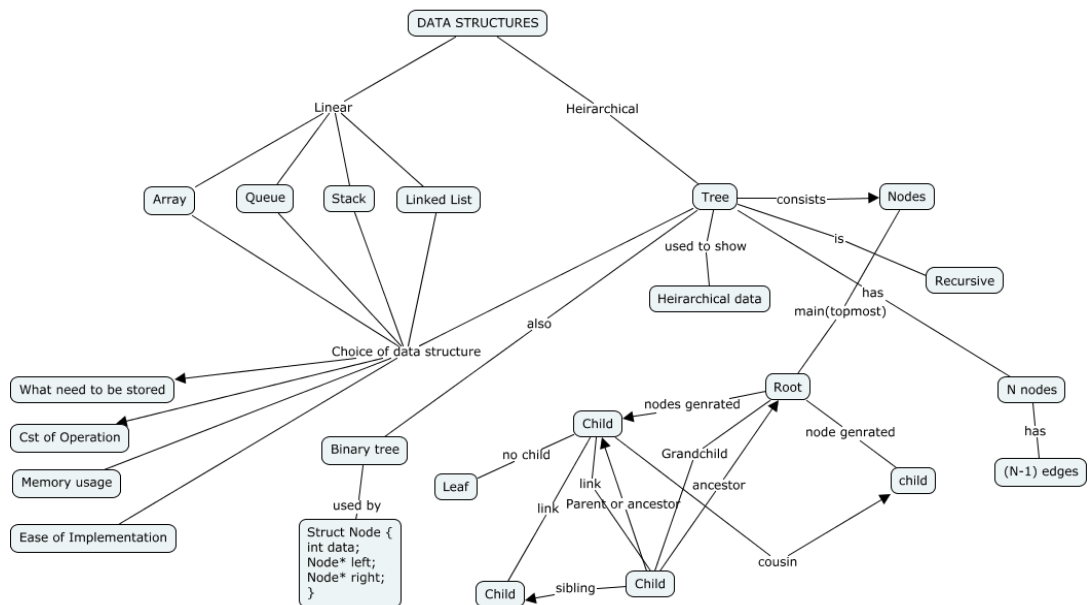 DATA STRUCTURES
Linear
Heirarchical
Array
Queue
Stack
Linked List
Tree
consists
Nodes
used to show
is
Heirarchical data
Recursive
has
main(topmost)
also
Choice of data structure
What need to be stored
Cst of Operation
Memory usage
Ease of Implementation
Binary tree
used by
Struct Node {
int data;
Node* left;
Node* right;
}
Root
N nodes
nodes genrated
node genrated
has
(N-1) edges
Child
no child
Leaf
Grandchild
ancestor
child
link
link
Parent or ancestor
cousin
Child
sibling
Child